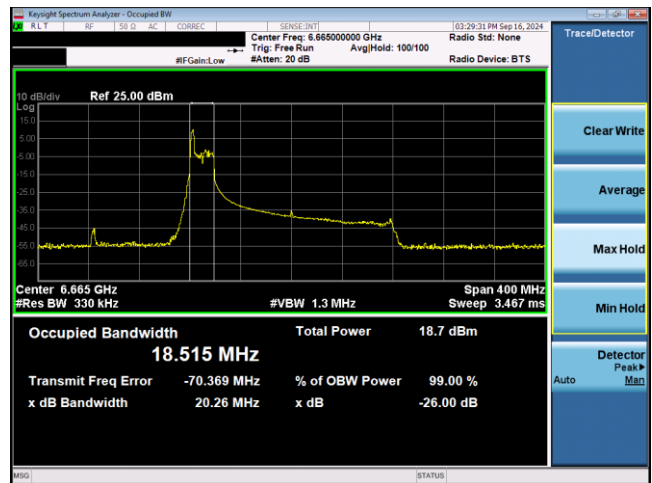 Keysight Spectrum Analyzer - Occupied BW
RLT RF 50 Ω AC CORREC SENSE:INT 03:29:31 PM Sep 16, 2024
Center Freq: 6.665000000 GHz Radio Std: None
Trig: Free Run Avg|Hold: 100/100
#IFGain:Low #Atten: 20 dB Radio Device: BTS
Trace/Detector
10 dB/div Ref 25.00 dBm
Log
15.0
5.00
-5.00
-15.0
-25.0
-35.0
-45.0
-55.0
-65.0
Center 6.665 GHz Span 400 MHz
#Res BW 330 kHz #VBW 1.3 MHz Sweep 3.467 ms
Occupied Bandwidth Total Power 18.7 dBm
18.515 MHz
Transmit Freq Error -70.369 MHz % of OBW Power 99.00 %
x dB Bandwidth 20.26 MHz x dB -26.00 dB
Clear Write
Average
Max Hold
Min Hold
Detector
Peak▶
Auto Man
MSG STATUS